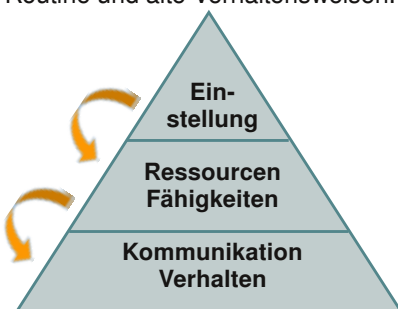 Routine und alte Verhaltensweisen.
Ein-
stellung
Ressourcen
Fähigkeiten
Kommunikation
Verhalten